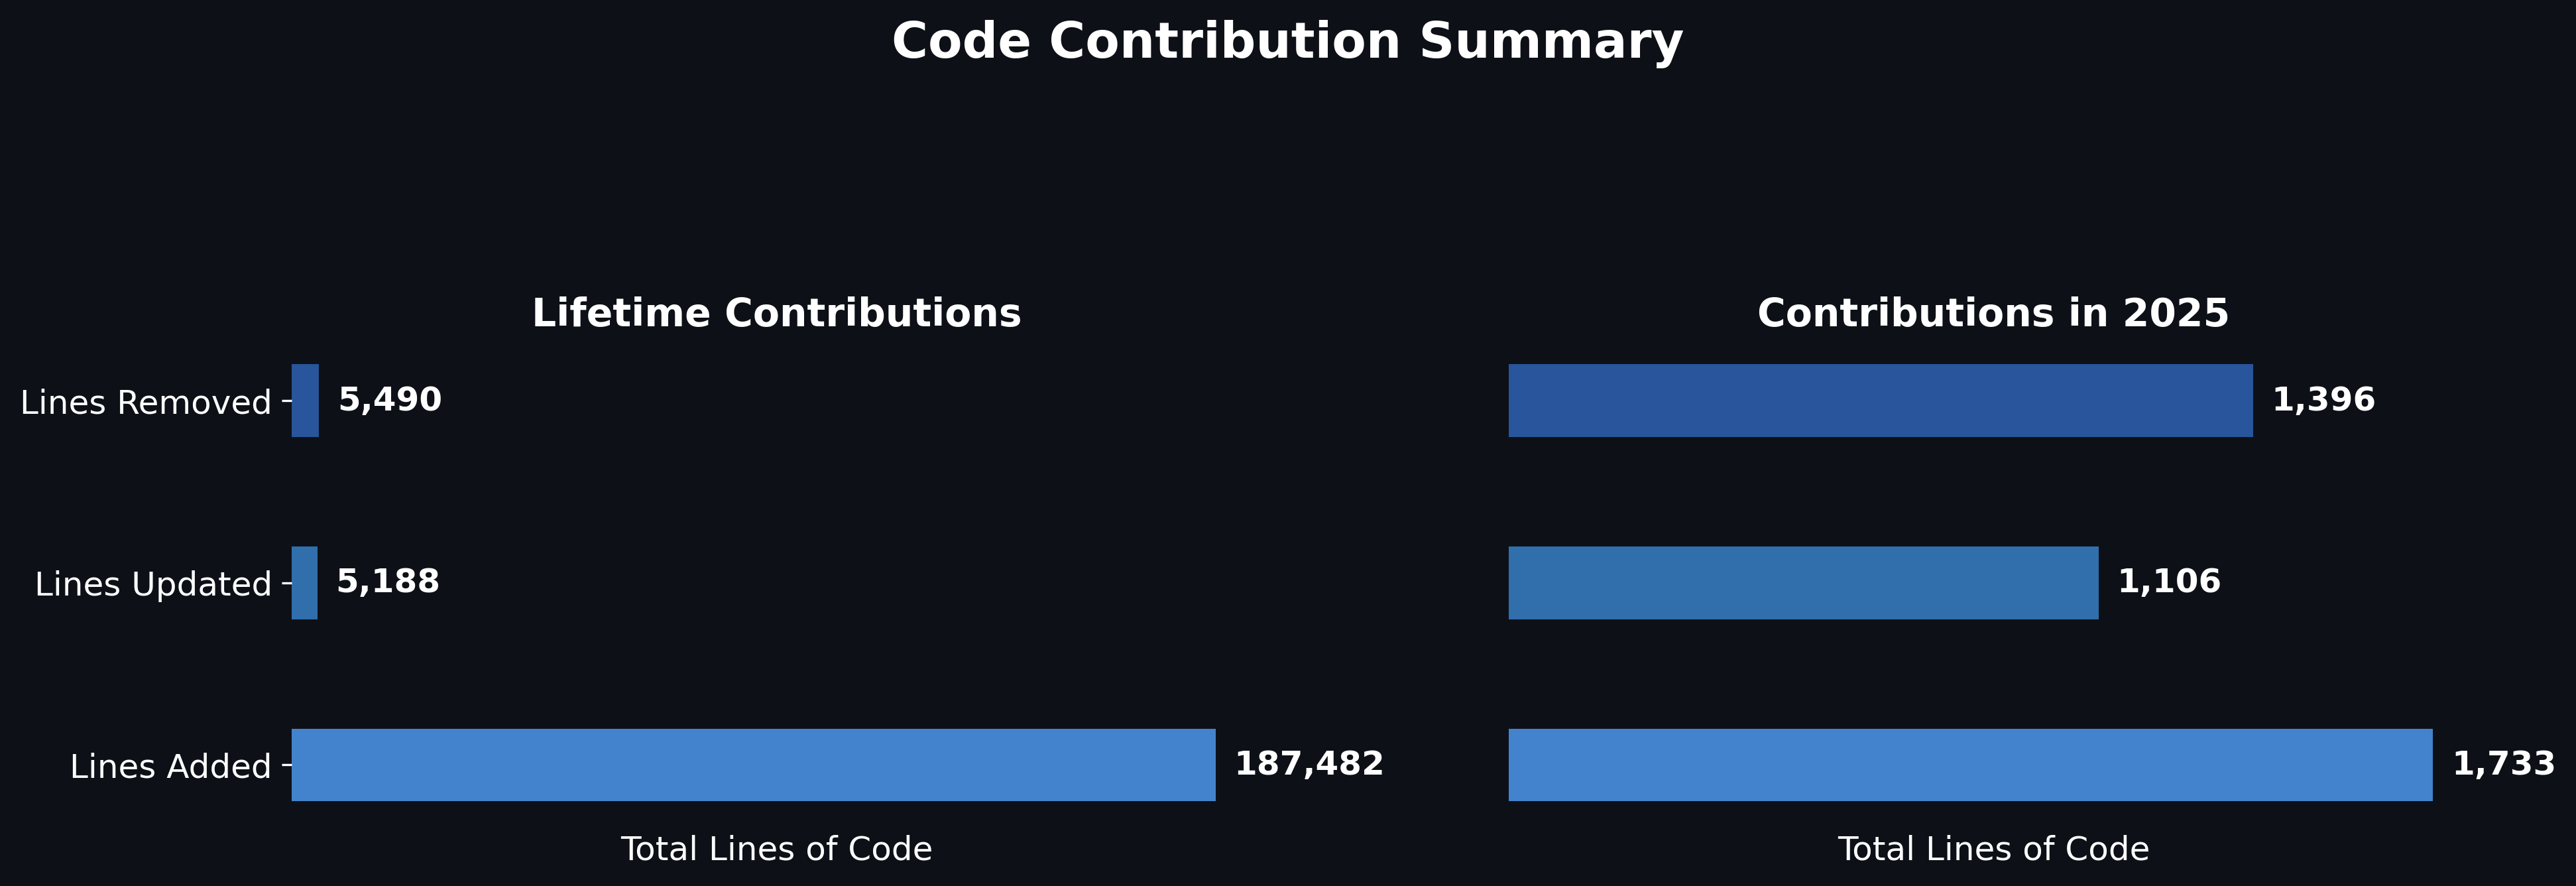 Code Contribution Summary
Lifetime Contributions
Lines Removed 5,490
Lines Updated 5,188
Lines Added 187,482
Total Lines of Code
Contributions in 2025
1,396
1,106
1,733
Total Lines of Code